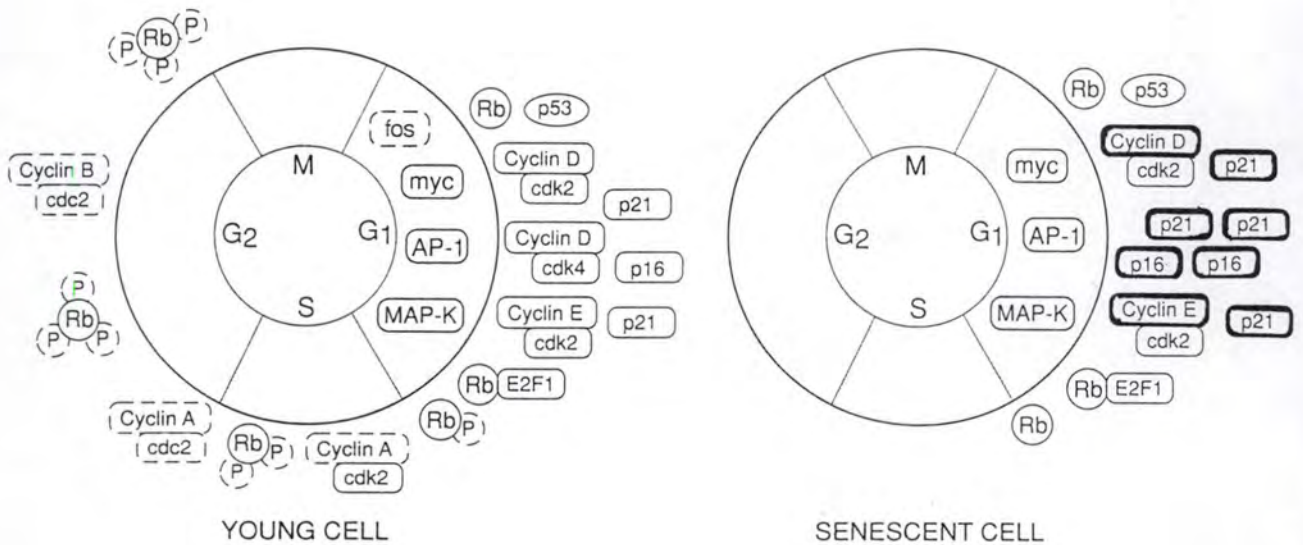 P
Rb
P
P
fos
Rb
p53
Cyclin D
cdk2
myc
p21
Cyclin B
cdc2
M
G2
G1
S
AP-1
Cyclin D
cdk4
p16
MAP-K
Cyclin E
cdk2
p21
P
Rb
P
P
Rb
E2F1
Rb
P
Cyclin A
cdc2
Rb
P
P
Cyclin A
cdk2
YOUNG CELL
Rb
p53
Cyclin D
cdk2
p21
myc
M
G2
G1
S
AP-1
p21
p21
p16
p16
MAP-K
Cyclin E
cdk2
p21
Rb
E2F1
Rb
SENESCENT CELL